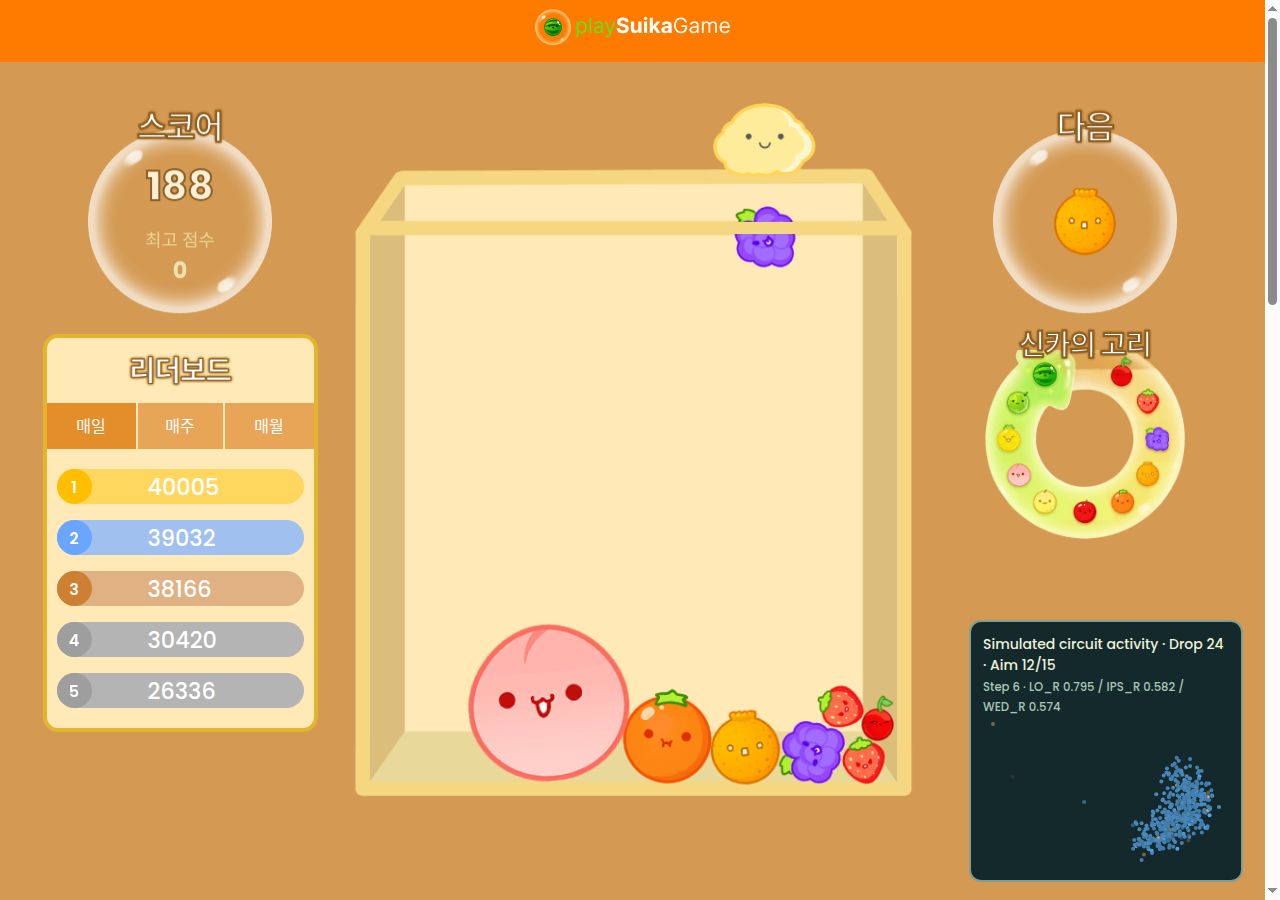 playSuikaGame
스코어
188
최고 점수
0
리더보드
매일
매주
매월
1
40005
2
39032
3
38166
4
30420
5
26336
다음
신카의 고리
Simulated circuit activity · Drop 24
· Aim 12/15
Step 6 · LO_R 0.795 / IPS_R 0.582 /
WED_R 0.574